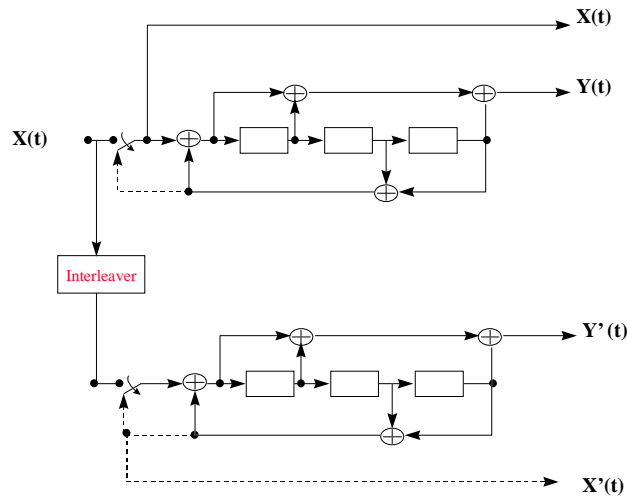 X(t)
Y(t)
X(t)
Interleaver
Y’ (t)
X'(t)